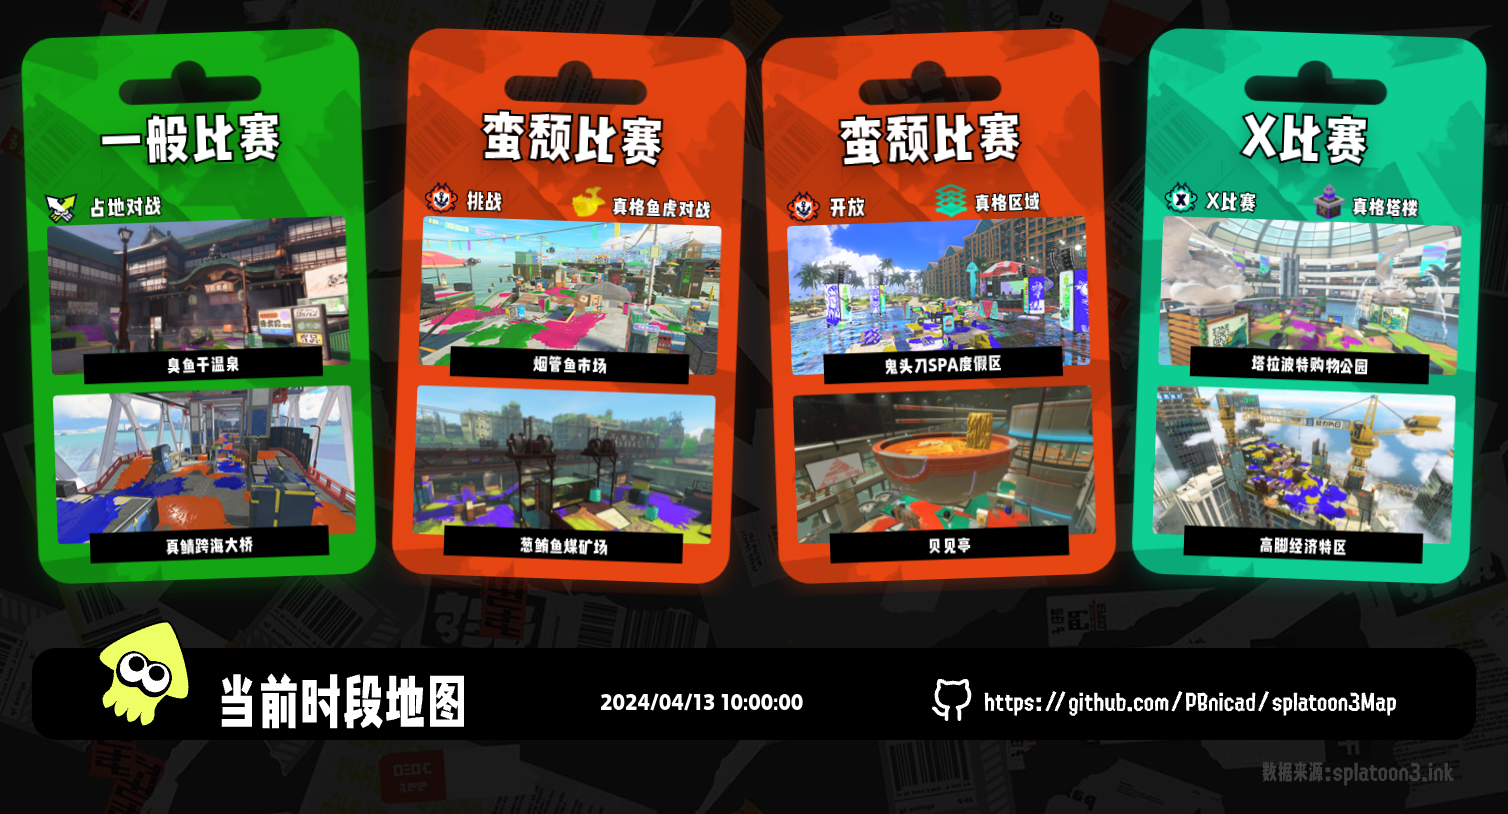 一般比赛
占地对战
臭鱼干温泉
真鲭跨海大桥
蛮颓比赛
挑战
真格鱼虎对战
烟管鱼市场
葱鲔鱼煤矿场
蛮颓比赛
开放
真格区域
鬼头刀SPA度假区
贝贝亭
X比赛
X比赛
真格塔楼
塔拉波特购物公园
高脚经济特区
当前时段地图
2024/04/13 10:00:00
https://github.com/PBnicad/splatoon3Map
数据来源:splatoon3.ink